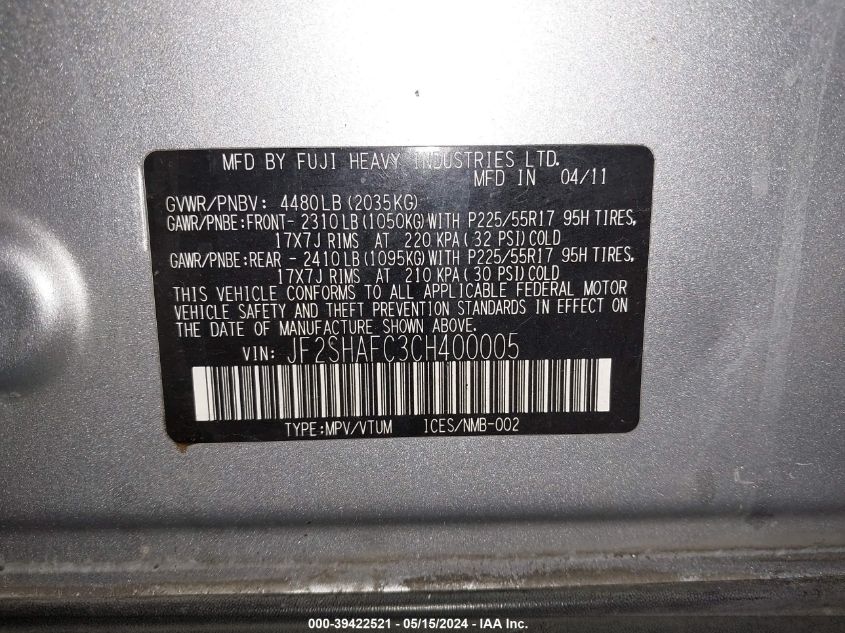 MFD BY FUJI HEAVY INDUSTRIES LTD.
MFD IN 04/11
GVWR/PNBV: 4480LB (2035KG)
GAWR/PNBE:FRONT- 2310LB(1050KG)WITH P225/55R17 95H TIRES,
17X7J RIMS AT 220 KPA(32 PSI)COLD
GAWR/PNBE:REAR - 2410LB(1095KG)WITH P225/55R17 95H TIRES,
17X7J RIMS AT 210 KPA(30 PSI)COLD
THIS VEHICLE CONFORMS TO ALL APPLICABLE FEDERAL MOTOR
VEHICLE SAFETY AND THEFT PREVENTION STANDARDS IN EFFECT ON
THE DATE OF MANUFACTURE SHOWN ABOVE.
VIN: JF2SHAFC3CH400005
TYPE:MPV/VTUM ICES/NMB-002
000-39422521 - 05/15/2024 - IAA Inc.